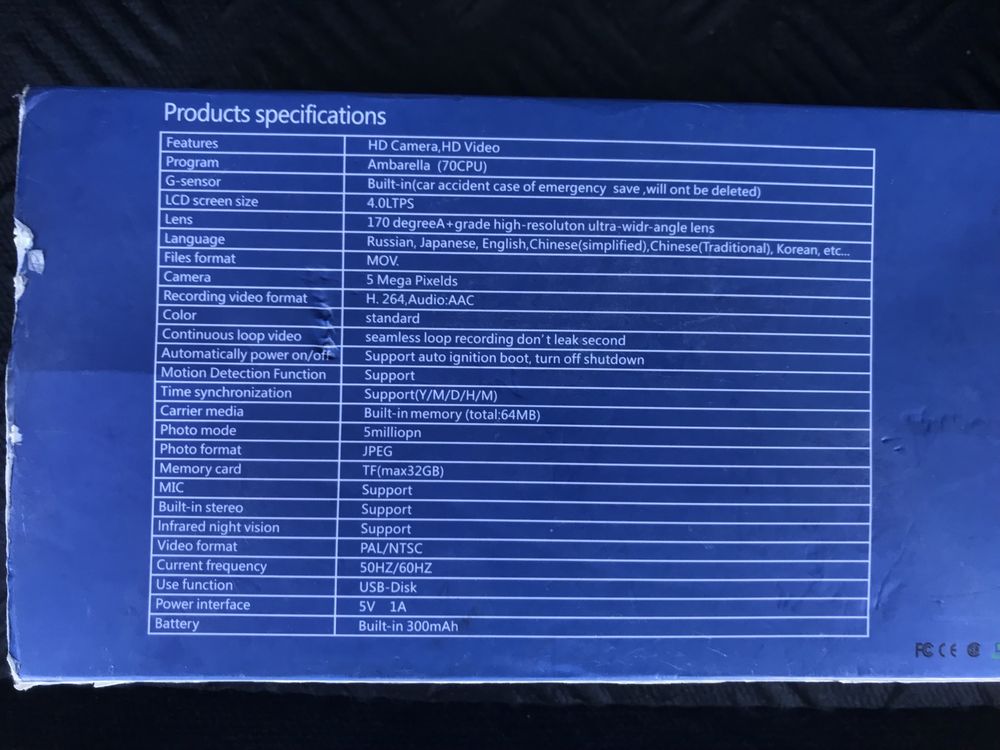 Products specifications
Features HD Camera,HD Video
Program Ambarella (70CPU)
G-sensor Built-in(car accident case of emergency save ,will ont be deleted)
LCD screen size 4.0LTPS
Lens 170 degreeA+grade high-resoluton ultra-widr-angle lens
Language Russian, Japanese, English,Chinese(simplified),Chinese(Traditional), Korean, etc...
Files format MOV.
Camera 5 Mega Pixelds
Recording video format H. 264,Audio:AAC
Color standard
Continuous loop video seamless loop recording don't leak second
Automatically power on/off Support auto ignition boot, turn off shutdown
Motion Detection Function Support
Time synchronization Support(Y/M/D/H/M)
Carrier media Built-in memory (total:64MB)
Photo mode 5milliopn
Photo format JPEG
Memory card TF(max32GB)
MIC Support
Built-in stereo Support
Infrared night vision Support
Video format PAL/NTSC
Current frequency 50HZ/60HZ
Use function USB-Disk
Power interface 5V 1A
Battery Built-in 300mAh
FC CE